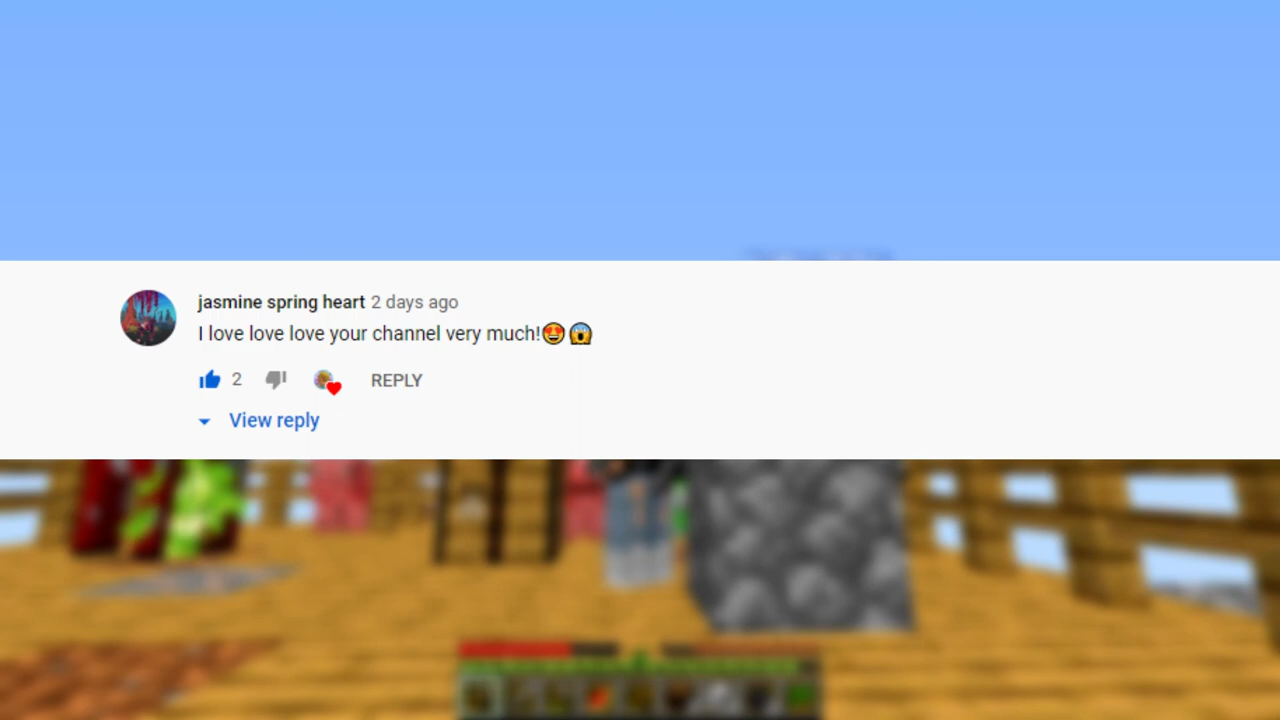 jasmine spring heart 2 days ago
I love love love your channel very much!😍😱
2 REPLY
View reply